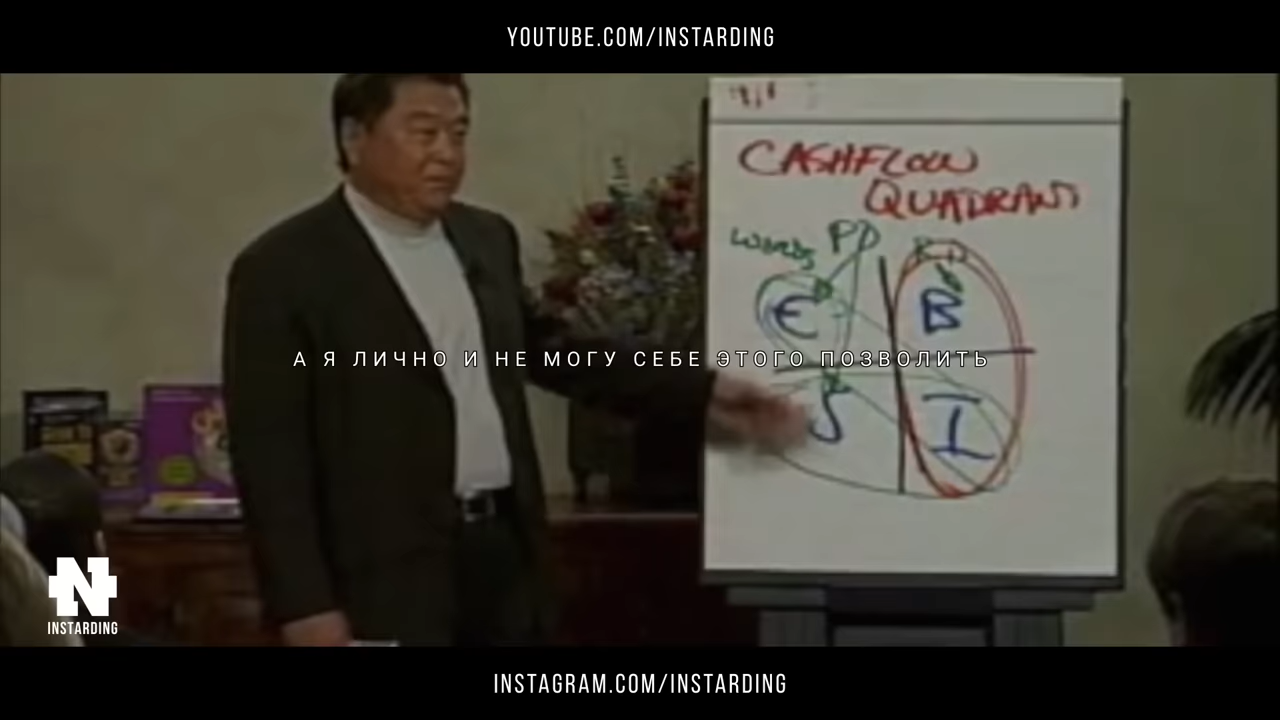 YOUTUBE.COM/INSTARDING
CASHFLOW
QUADRANT
WORDS PD R.D
E B
А Я ЛИЧНО И НЕ МОГУ СЕБЕ ЭТОГО ПОЗВОЛИТЬ
S I
N
INSTARDING
INSTAGRAM.COM/INSTARDING